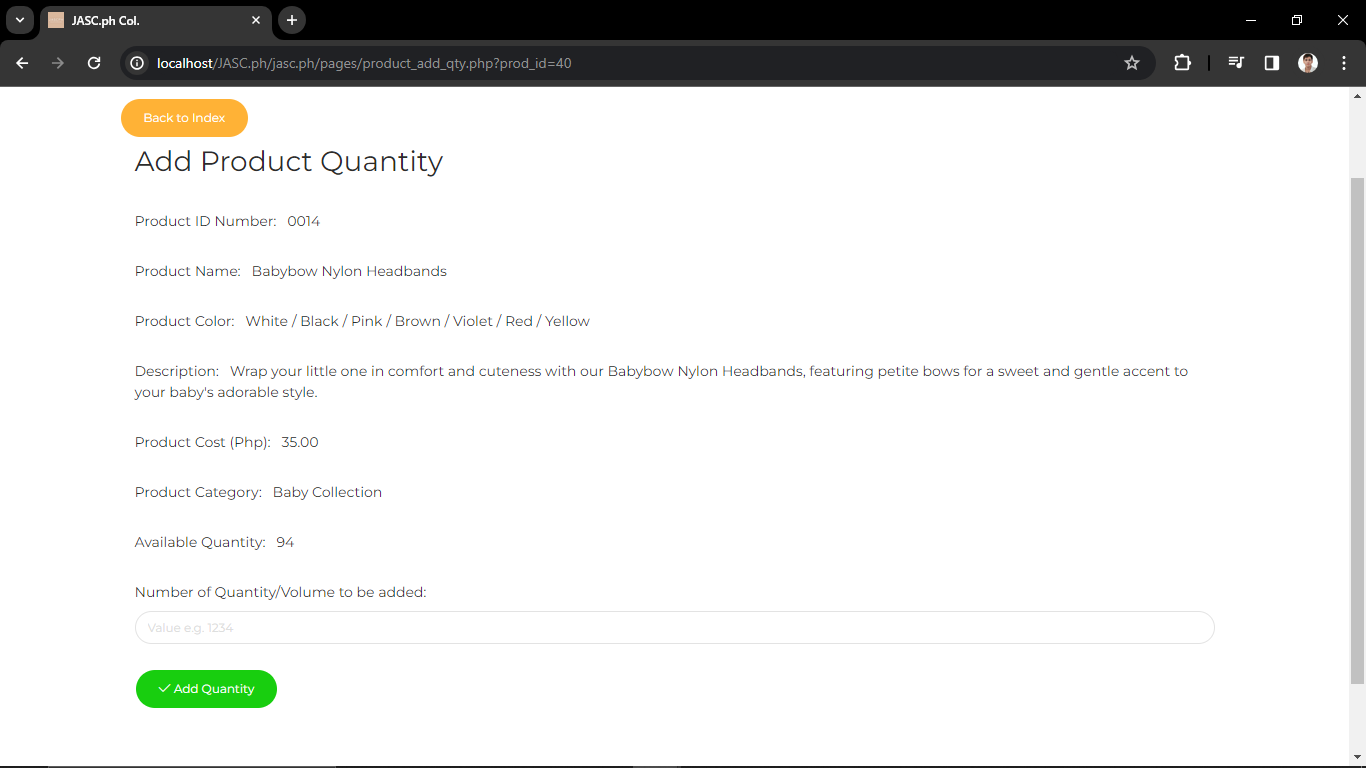 JASC.ph Col.
localhost/JASC.ph/jasc.ph/pages/product_add_qty.php?prod_id=40
Back to Index
Add Product Quantity
Product ID Number: 0014
Product Name: Babybow Nylon Headbands
Product Color: White / Black / Pink / Brown / Violet / Red / Yellow
Description: Wrap your little one in comfort and cuteness with our Babybow Nylon Headbands, featuring petite bows for a sweet and gentle accent to
your baby's adorable style.
Product Cost (Php): 35.00
Product Category: Baby Collection
Available Quantity: 94
Number of Quantity/Volume to be added:
Value e.g. 1234
Add Quantity